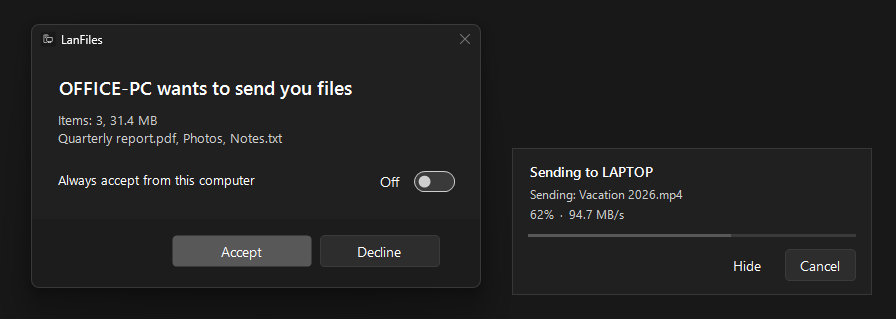 LanFiles
OFFICE-PC wants to send you files
Items: 3, 31.4 MB
Quarterly report.pdf, Photos, Notes.txt
Always accept from this computer
Off
Accept
Decline
Sending to LAPTOP
Sending: Vacation 2026.mp4
62% · 94.7 MB/s
Hide
Cancel